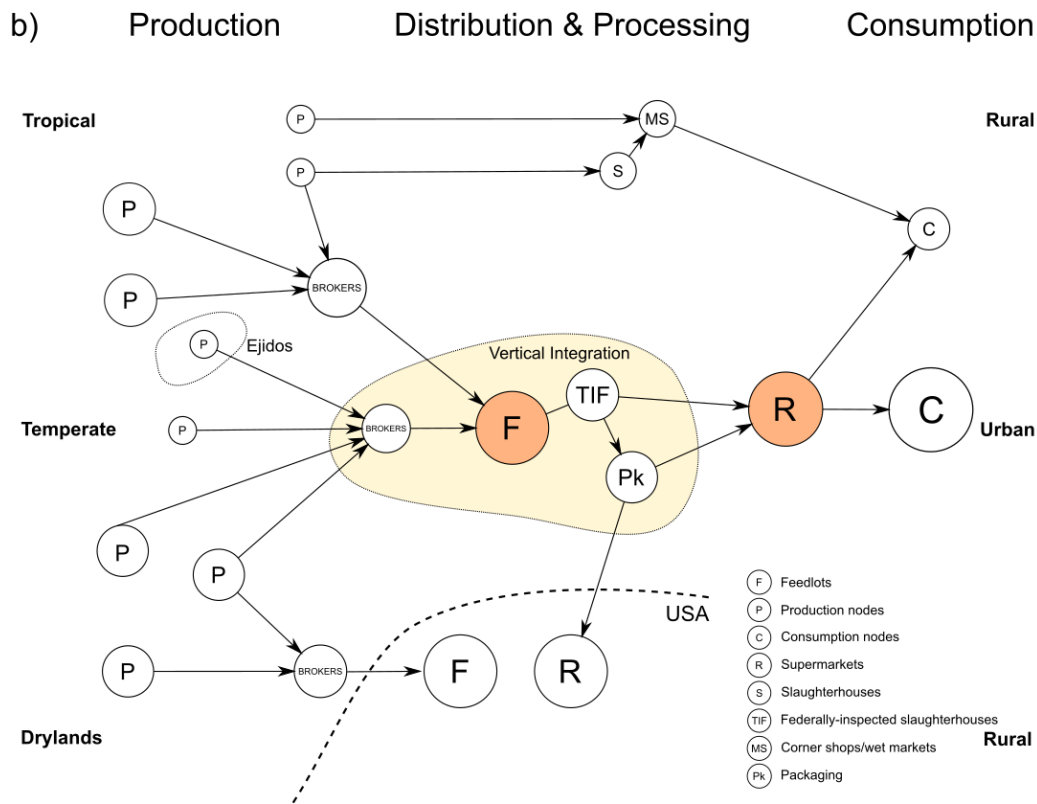 b) Production Distribution & Processing Consumption
Tropical
P
MS
Rural
P
S
P
C
BROKERS
P
P
Ejidos
Vertical Integration
TIF
R
C
Temperate
P
BROKERS
F
Urban
Pk
P
P
F Feedlots
USA
P Production nodes
C Consumption nodes
P
BROKERS
F
R
R Supermarkets
S Slaughterhouses
TIF Federally-inspected slaughterhouses
Drylands
Rural
MS Corner shops/wet markets
Pk Packaging